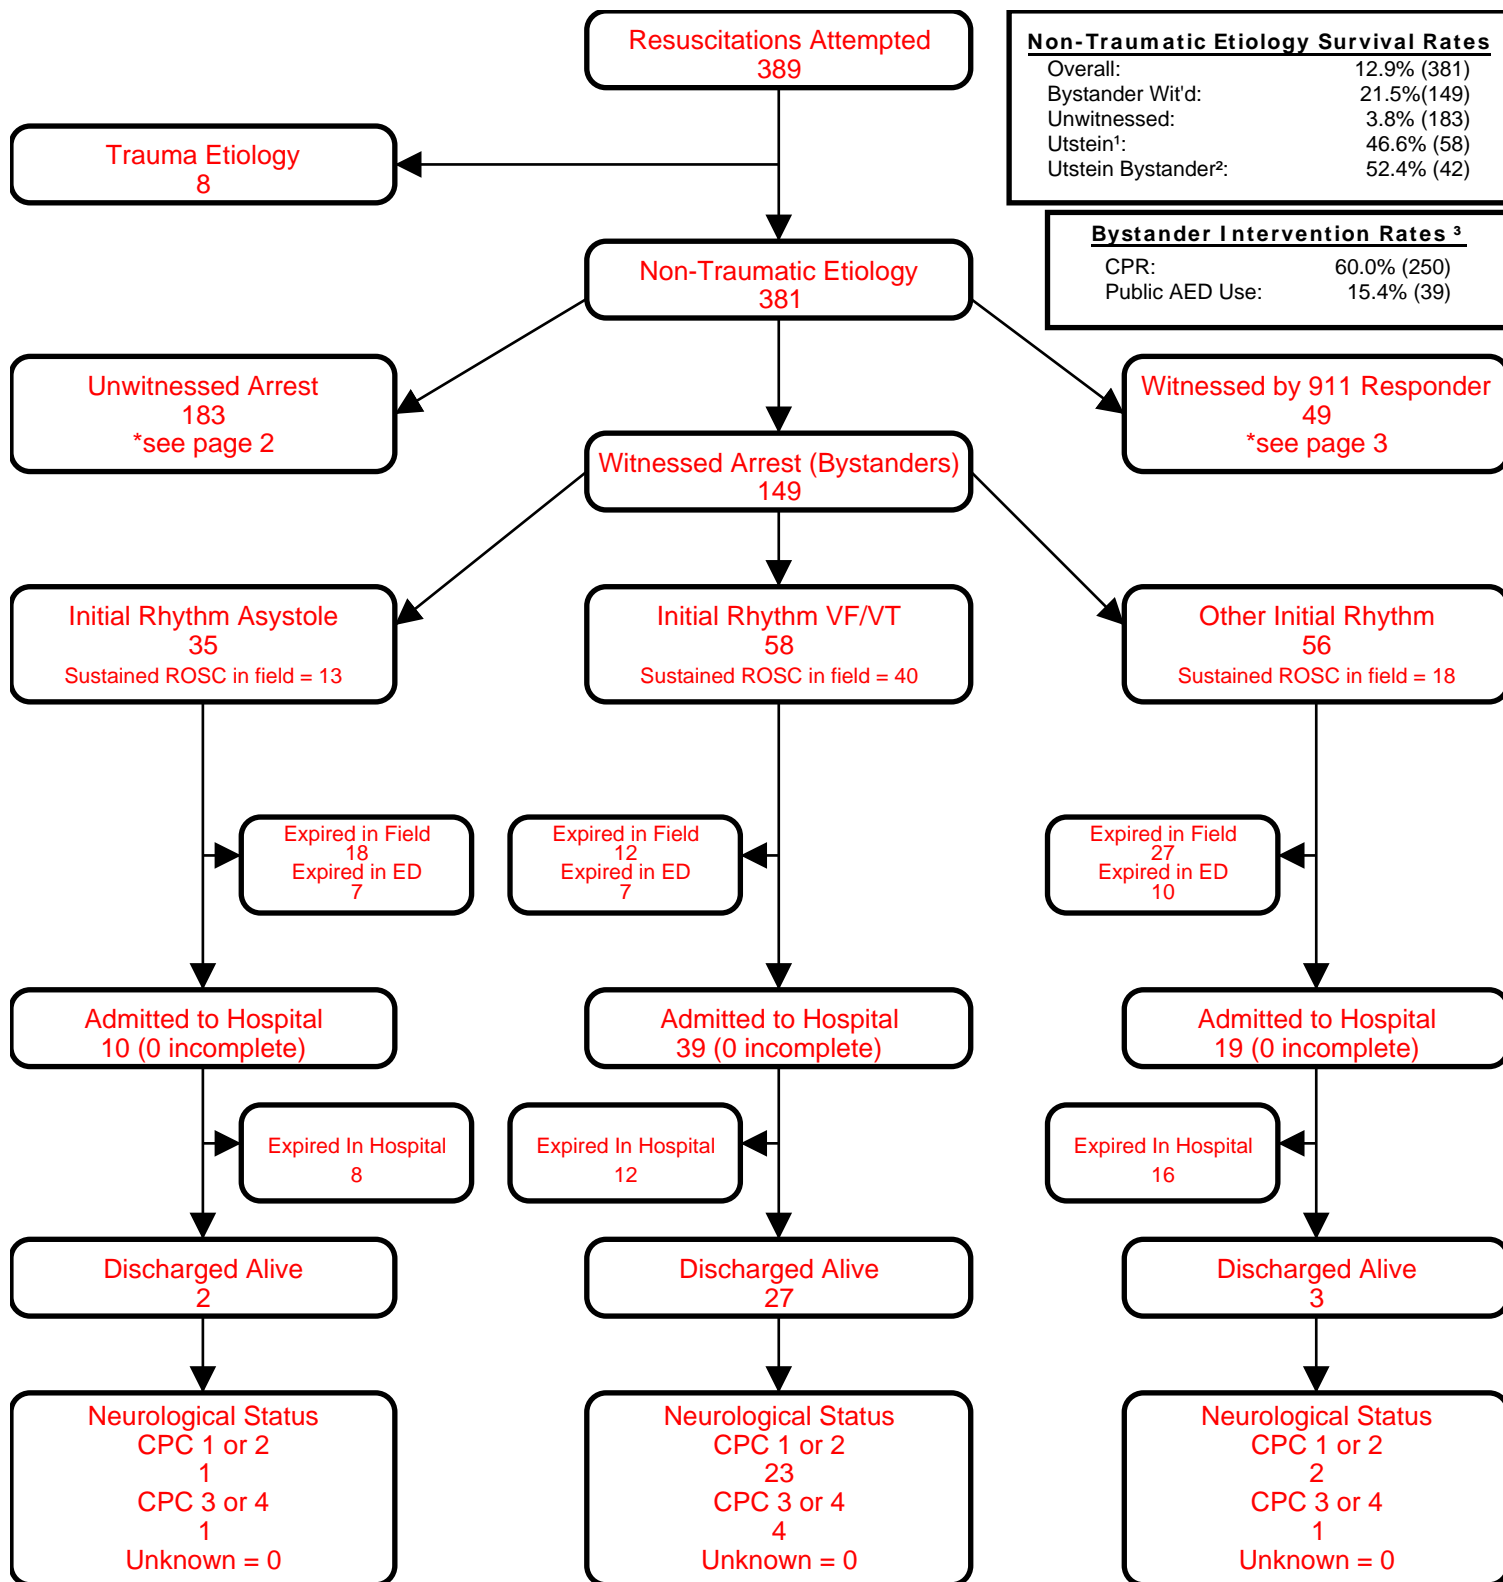 Resuscitations Attempted
389
Non-Traumatic Etiology Survival Rates
Overall: 12.9% (381)
Bystander Wit'd: 21.5%(149)
Unwitnessed: 3.8% (183)
Utstein¹: 46.6% (58)
Utstein Bystander²: 52.4% (42)
Trauma Etiology
8
Bystander Intervention Rates ³
CPR: 60.0% (250)
Public AED Use: 15.4% (39)
Non-Traumatic Etiology
381
Unwitnessed Arrest
183
*see page 2
Witnessed Arrest (Bystanders)
149
Witnessed by 911 Responder
49
*see page 3
Initial Rhythm Asystole
35
Sustained ROSC in field = 13
Initial Rhythm VF/VT
58
Sustained ROSC in field = 40
Other Initial Rhythm
56
Sustained ROSC in field = 18
Expired in Field
18
Expired in ED
7
Expired in Field
12
Expired in ED
7
Expired in Field
27
Expired in ED
10
Admitted to Hospital
10 (0 incomplete)
Admitted to Hospital
39 (0 incomplete)
Admitted to Hospital
19 (0 incomplete)
Expired In Hospital
8
Expired In Hospital
12
Expired In Hospital
16
Discharged Alive
2
Discharged Alive
27
Discharged Alive
3
Neurological Status
CPC 1 or 2
1
CPC 3 or 4
1
Unknown = 0
Neurological Status
CPC 1 or 2
23
CPC 3 or 4
4
Unknown = 0
Neurological Status
CPC 1 or 2
2
CPC 3 or 4
1
Unknown = 0